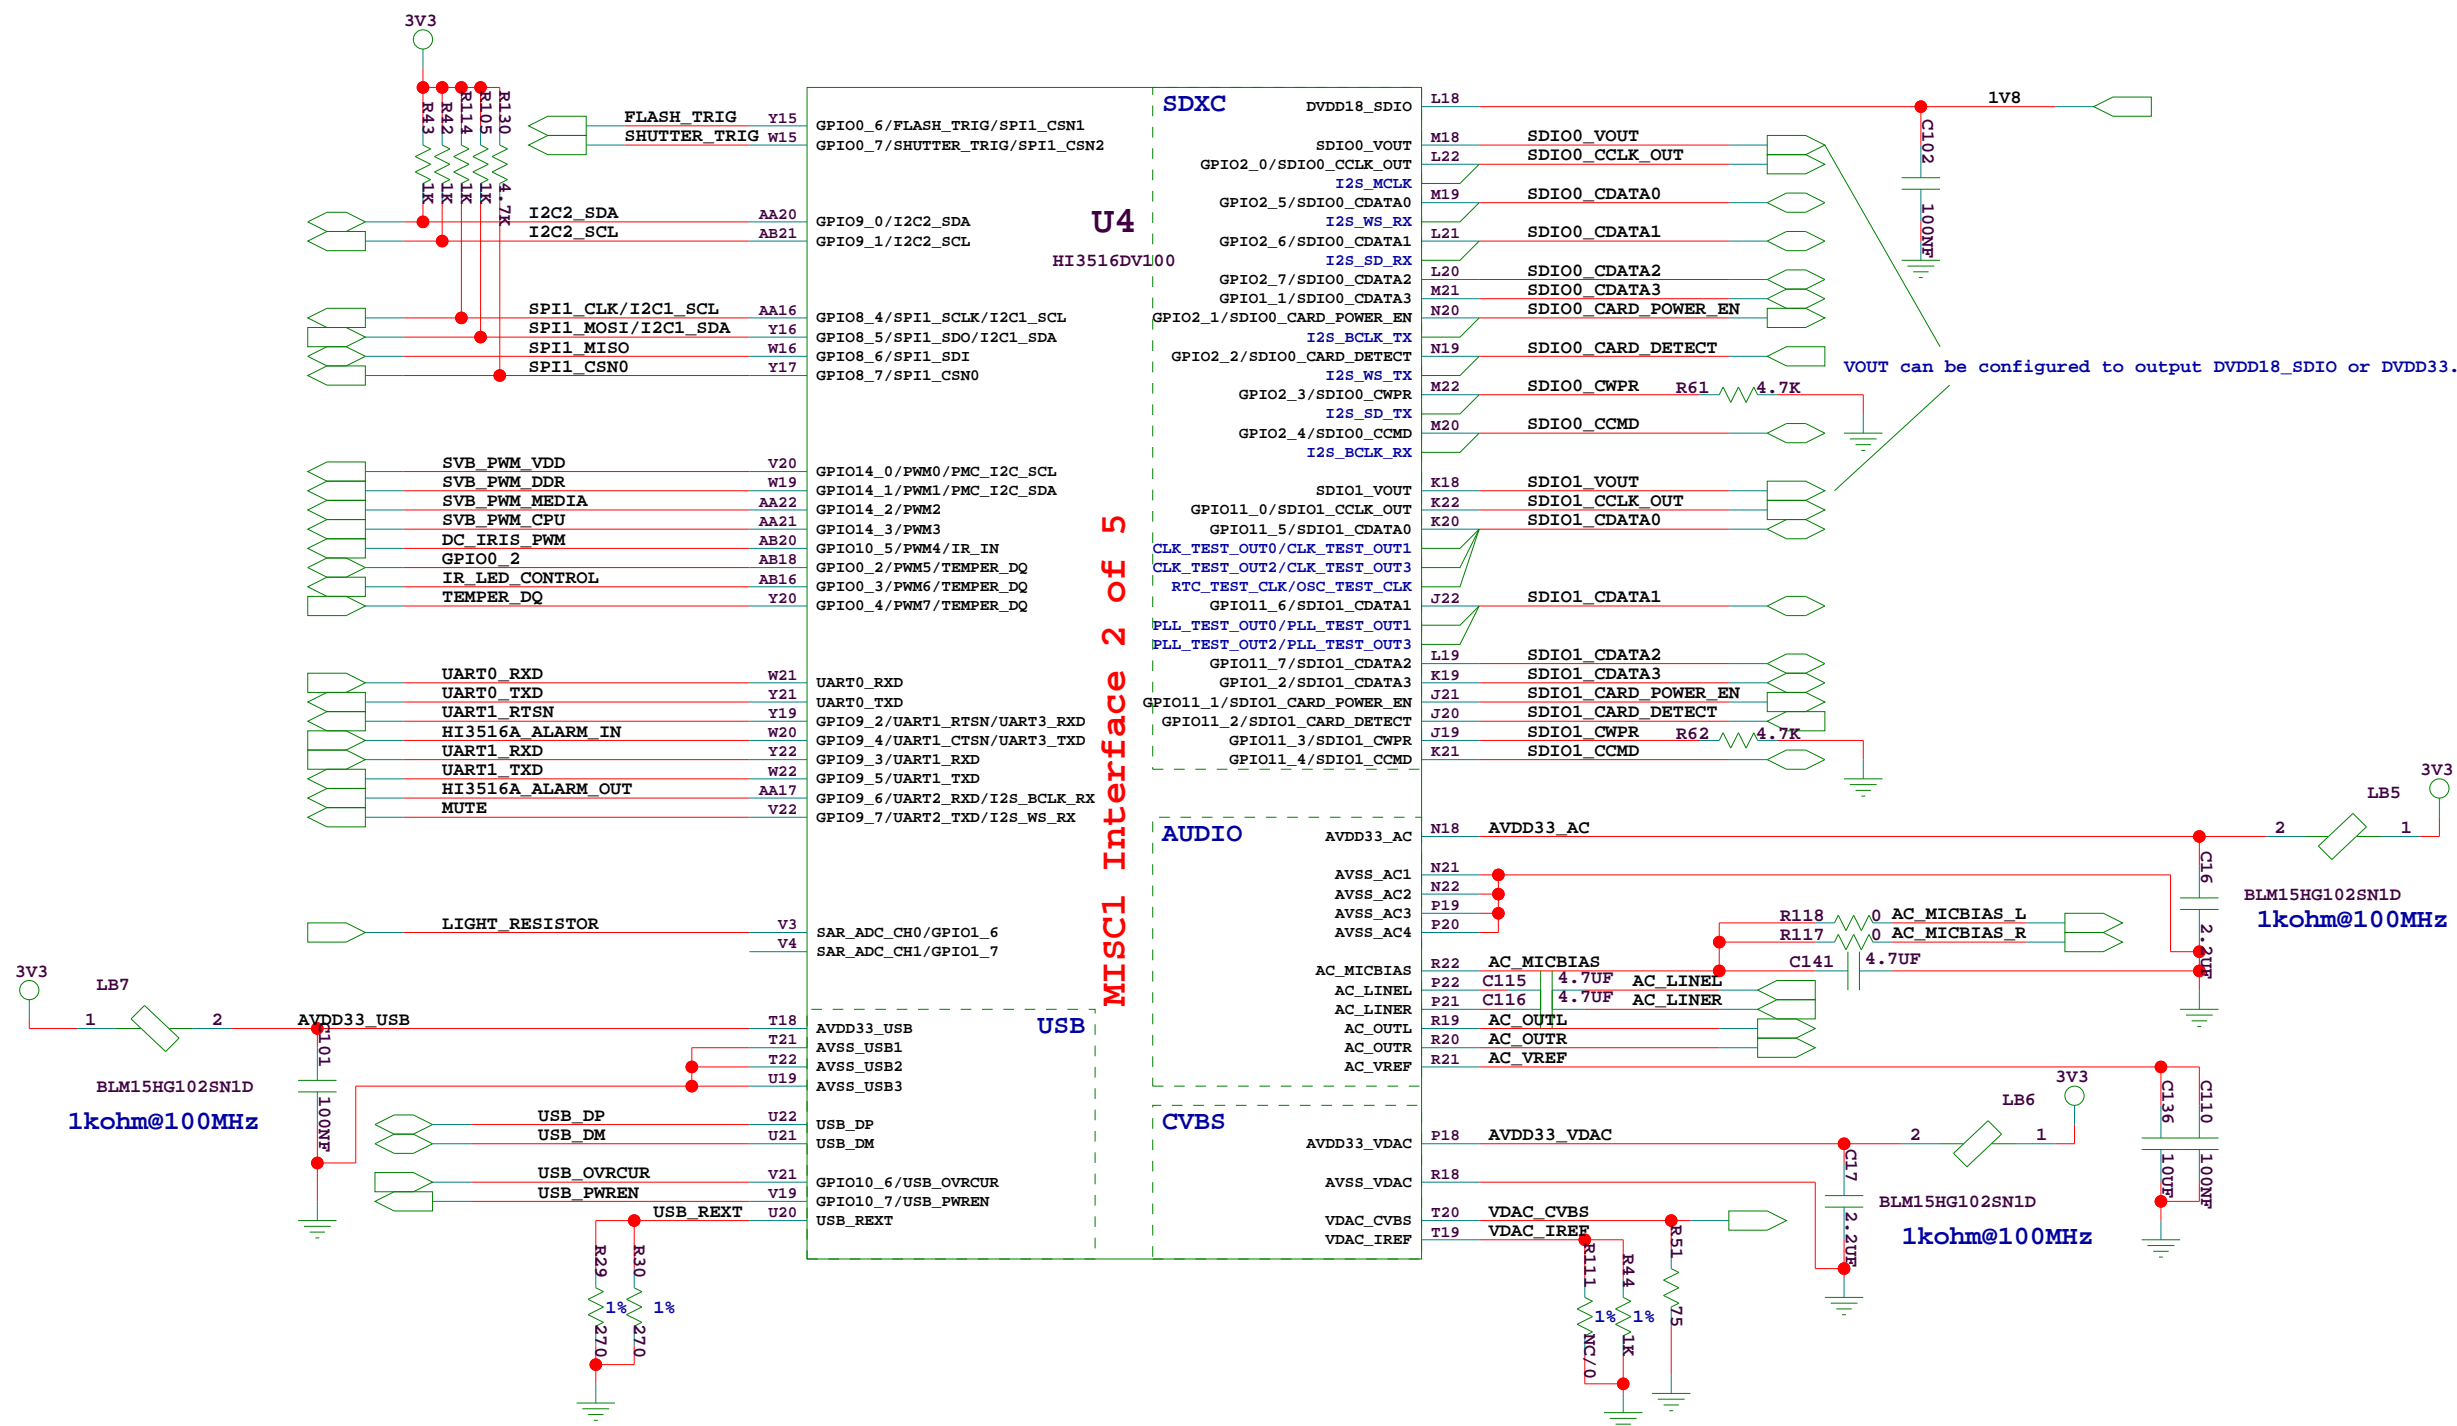 3V3
R43
R42
R114
R105
R130
1K
1K
1K
1K
4.7K
FLASH_TRIG Y15
SHUTTER_TRIG W15
I2C2_SDA AA20
I2C2_SCL AB21
SPI1_CLK/I2C1_SCL AA16
SPI1_MOSI/I2C1_SDA Y16
SPI1_MISO W16
SPI1_CSN0 Y17
SVB_PWM_VDD V20
SVB_PWM_DDR W19
SVB_PWM_MEDIA AA22
SVB_PWM_CPU AA21
DC_IRIS_PWM AB20
GPIO0_2 AB18
IR_LED_CONTROL AB16
TEMPER_DQ Y20
UART0_RXD W21
UART0_TXD Y21
UART1_RTSN Y19
HI3516A_ALARM_IN W20
UART1_RXD Y22
UART1_TXD W22
HI3516A_ALARM_OUT AA17
MUTE V22
LIGHT_RESISTOR V3
V4
3V3
LB7
1 2 AVDD33_USB T18
T21
T22
U19
C101
100NF
BLM15HG102SN1D
1kohm@100MHz
USB_DP U22
USB_DM U21
USB_OVRCUR V21
USB_PWREN V19
USB_REXT U20
R29
R30
1%
1%
270
270
GPIO0_6/FLASH_TRIG/SPI1_CSN1
GPIO0_7/SHUTTER_TRIG/SPI1_CSN2
GPIO9_0/I2C2_SDA
GPIO9_1/I2C2_SCL
GPIO8_4/SPI1_SCLK/I2C1_SCL
GPIO8_5/SPI1_SDO/I2C1_SDA
GPIO8_6/SPI1_SDI
GPIO8_7/SPI1_CSN0
GPIO14_0/PWM0/PMC_I2C_SCL
GPIO14_1/PWM1/PMC_I2C_SDA
GPIO14_2/PWM2
GPIO14_3/PWM3
GPIO10_5/PWM4/IR_IN
GPIO0_2/PWM5/TEMPER_DQ
GPIO0_3/PWM6/TEMPER_DQ
GPIO0_4/PWM7/TEMPER_DQ
UART0_RXD
UART0_TXD
GPIO9_2/UART1_RTSN/UART3_RXD
GPIO9_4/UART1_CTSN/UART3_TXD
GPIO9_3/UART1_RXD
GPIO9_5/UART1_TXD
GPIO9_6/UART2_RXD/I2S_BCLK_RX
GPIO9_7/UART2_TXD/I2S_WS_RX
SAR_ADC_CH0/GPIO1_6
SAR_ADC_CH1/GPIO1_7
USB
AVDD33_USB
AVSS_USB1
AVSS_USB2
AVSS_USB3
USB_DP
USB_DM
GPIO10_6/USB_OVRCUR
GPIO10_7/USB_PWREN
USB_REXT
U4
HI3516DV100
MISC1 Interface 2 of 5
SDXC
DVDD18_SDIO
SDIO0_VOUT
GPIO2_0/SDIO0_CCLK_OUT
I2S_MCLK
GPIO2_5/SDIO0_CDATA0
I2S_WS_RX
GPIO2_6/SDIO0_CDATA1
I2S_SD_RX
GPIO2_7/SDIO0_CDATA2
GPIO1_1/SDIO0_CDATA3
GPIO2_1/SDIO0_CARD_POWER_EN
I2S_BCLK_TX
GPIO2_2/SDIO0_CARD_DETECT
I2S_WS_TX
GPIO2_3/SDIO0_CWPR
I2S_SD_TX
GPIO2_4/SDIO0_CCMD
I2S_BCLK_RX
SDIO1_VOUT
GPIO11_0/SDIO1_CCLK_OUT
GPIO11_5/SDIO1_CDATA0
CLK_TEST_OUT0/CLK_TEST_OUT1
CLK_TEST_OUT2/CLK_TEST_OUT3
RTC_TEST_CLK/OSC_TEST_CLK
GPIO11_6/SDIO1_CDATA1
PLL_TEST_OUT0/PLL_TEST_OUT1
PLL_TEST_OUT2/PLL_TEST_OUT3
GPIO11_7/SDIO1_CDATA2
GPIO1_2/SDIO1_CDATA3
GPIO11_1/SDIO1_CARD_POWER_EN
GPIO11_2/SDIO1_CARD_DETECT
GPIO11_3/SDIO1_CWPR
GPIO11_4/SDIO1_CCMD
AUDIO
AVDD33_AC
AVSS_AC1
AVSS_AC2
AVSS_AC3
AVSS_AC4
AC_MICBIAS
AC_LINEL
AC_LINER
AC_OUTL
AC_OUTR
AC_VREF
CVBS
AVDD33_VDAC
AVSS_VDAC
VDAC_CVBS
VDAC_IREF
L18 1V8
C102
100NF
M18 SDIO0_VOUT
L22 SDIO0_CCLK_OUT
M19 SDIO0_CDATA0
L21 SDIO0_CDATA1
L20 SDIO0_CDATA2
M21 SDIO0_CDATA3
N20 SDIO0_CARD_POWER_EN
N19 SDIO0_CARD_DETECT
VOUT can be configured to output DVDD18_SDIO or DVDD33.
M22 SDIO0_CWPR R61 4.7K
M20 SDIO0_CCMD
K18 SDIO1_VOUT
K22 SDIO1_CCLK_OUT
K20 SDIO1_CDATA0
J22 SDIO1_CDATA1
L19 SDIO1_CDATA2
K19 SDIO1_CDATA3
J21 SDIO1_CARD_POWER_EN
J20 SDIO1_CARD_DETECT
J19 SDIO1_CWPR R62 4.7K
K21 SDIO1_CCMD
3V3
LB5
N18 AVDD33_AC 2 1
N21
N22
P19
P20
C16
2.2UF
BLM15HG102SN1D
1kohm@100MHz
R118 0 AC_MICBIAS_L
R117 0 AC_MICBIAS_R
R22 AC_MICBIAS C141 4.7UF
P22 C115 4.7UF AC_LINEL
P21 C116 4.7UF AC_LINER
R19 AC_OUTL
R20 AC_OUTR
R21 AC_VREF
C136
C110
10UF
100NF
3V3
LB6
P18 AVDD33_VDAC 2 1
R18
C17
2.2UF
BLM15HG102SN1D
1kohm@100MHz
T20 VDAC_CVBS
T19 VDAC_IREF
R111
R44
R51
1%
1%
NC/0
1K
75